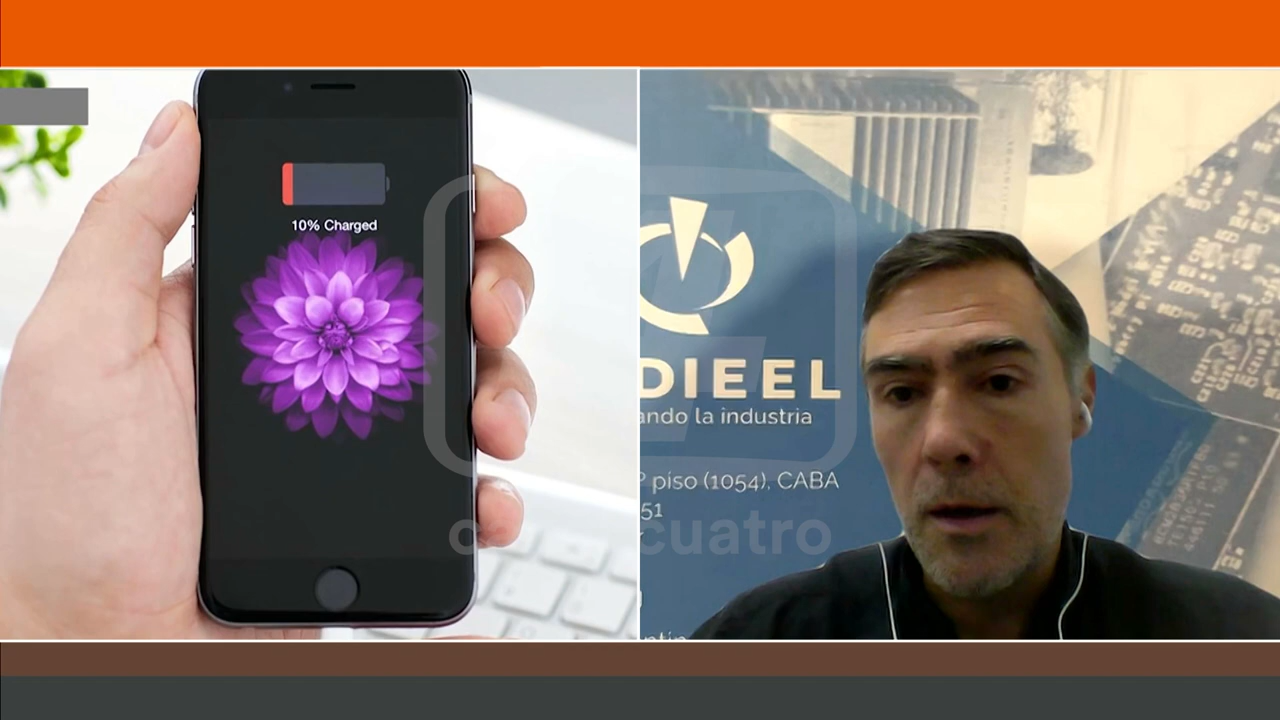 10% Charged
DIEEL
ando la industria
piso (1054), CABA
51
cuatro